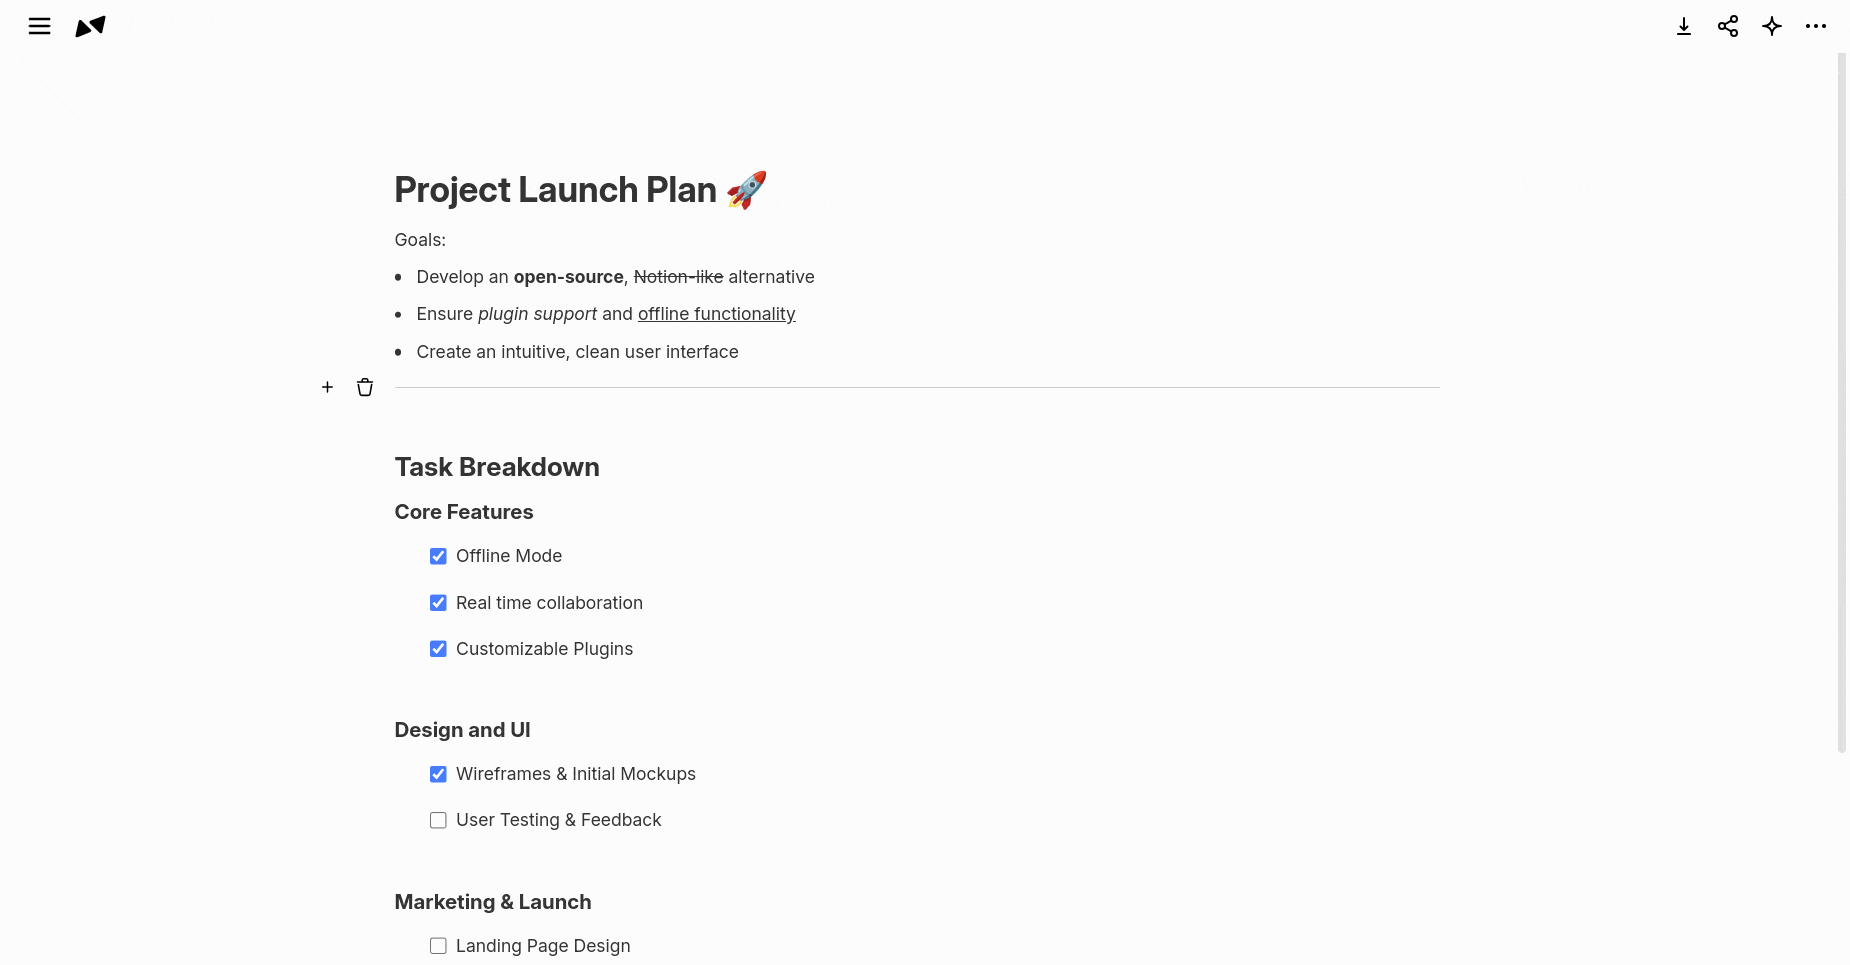 Project Launch Plan 🚀
Goals:
• Develop an open-source, Notion-like alternative
• Ensure plugin support and offline functionality
• Create an intuitive, clean user interface
Task Breakdown
Core Features
Offline Mode
Real time collaboration
Customizable Plugins
Design and UI
Wireframes & Initial Mockups
User Testing & Feedback
Marketing & Launch
Landing Page Design